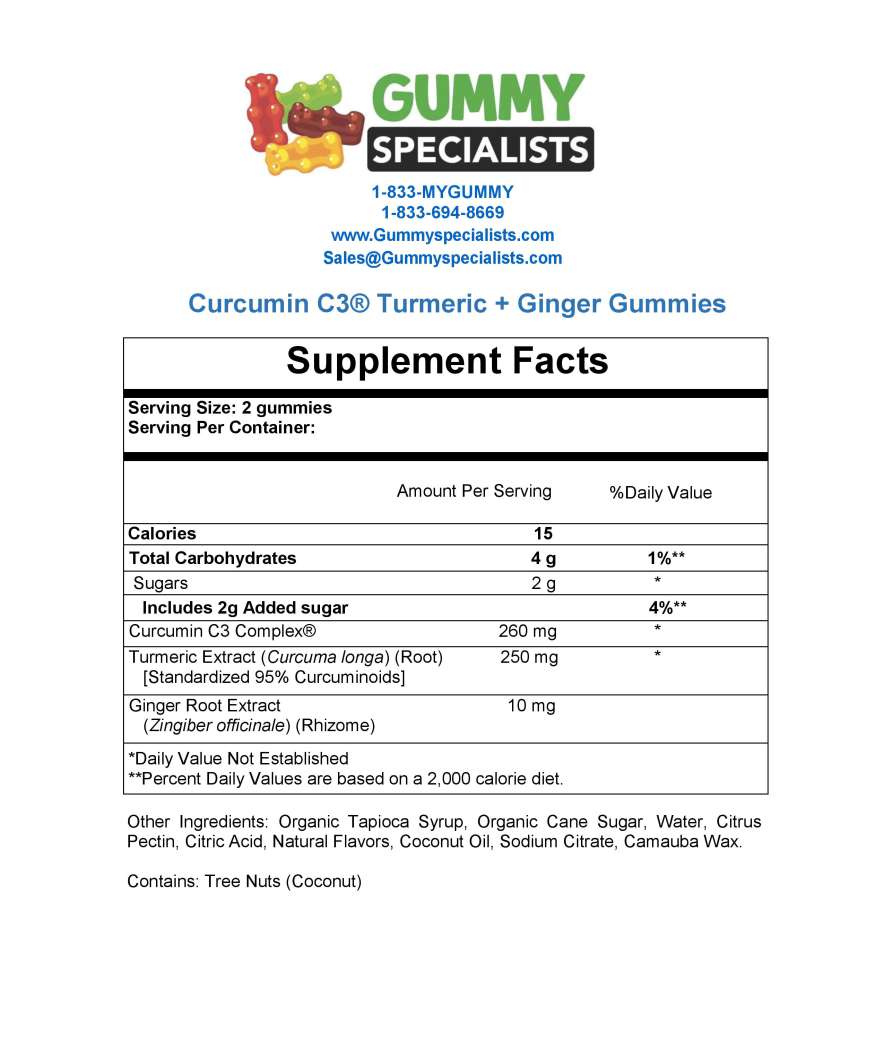 GUMMY
SPECIALISTS
1-833-MYGUMMY
1-833-694-8669
www.Gummyspecialists.com
Sales@Gummyspecialists.com
Curcumin C3® Turmeric + Ginger Gummies
Supplement Facts
Serving Size: 2 gummies
Serving Per Container:
Amount Per Serving %Daily Value
Calories 15
Total Carbohydrates 4 g 1%**
Sugars 2 g *
Includes 2g Added sugar 4%**
Curcumin C3 Complex® 260 mg *
Turmeric Extract (Curcuma longa) (Root) 250 mg *
[Standardized 95% Curcuminoids]
Ginger Root Extract 10 mg
(Zingiber officinale) (Rhizome)
*Daily Value Not Established
**Percent Daily Values are based on a 2,000 calorie diet.
Other Ingredients: Organic Tapioca Syrup, Organic Cane Sugar, Water, Citrus
Pectin, Citric Acid, Natural Flavors, Coconut Oil, Sodium Citrate, Camauba Wax.
Contains: Tree Nuts (Coconut)